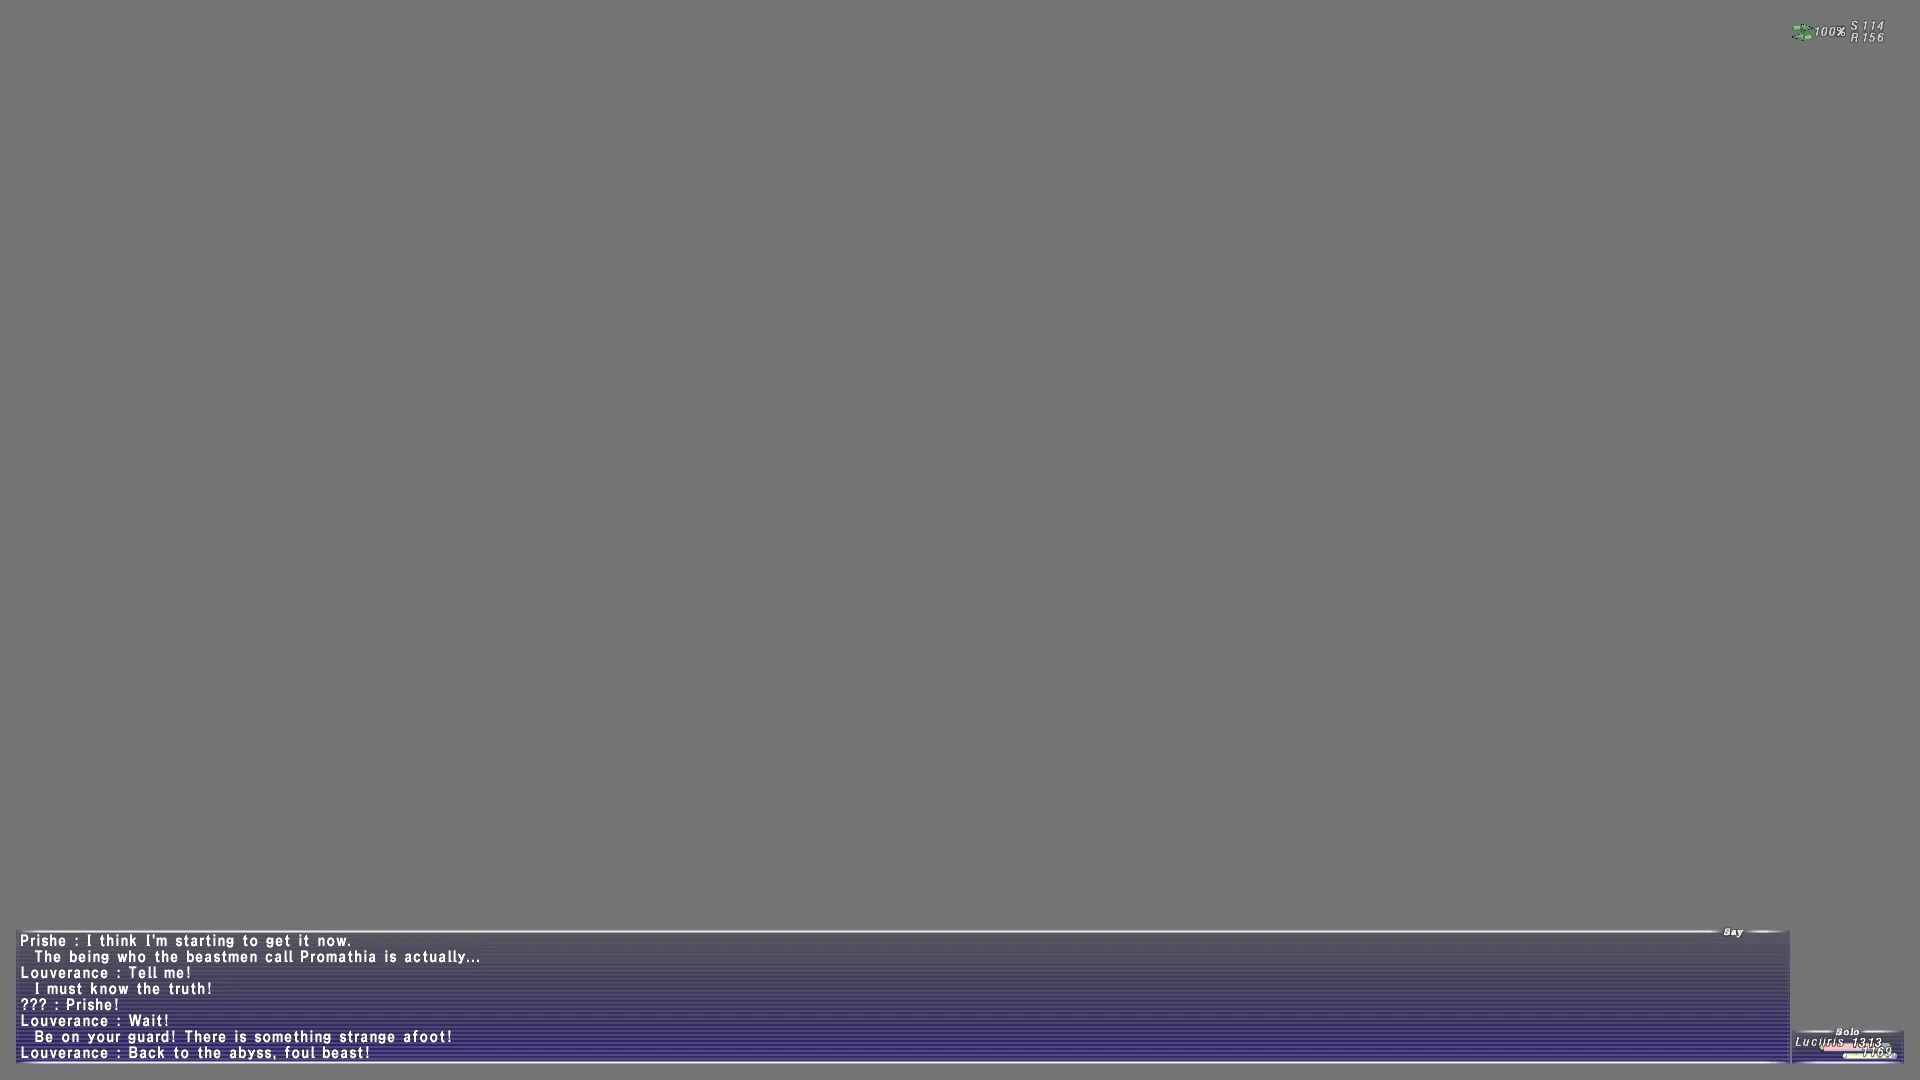 100% S 114
R 156
Say
Prishe : I think I'm starting to get it now.
The being who the beastmen call Promathia is actually...
Louverance : Tell me!
I must know the truth!
??? : Prishe!
Louverance : Wait!
Be on your guard! There is something strange afoot!
Louverance : Back to the abyss, foul beast!
Solo
Luciiris 1313
1169